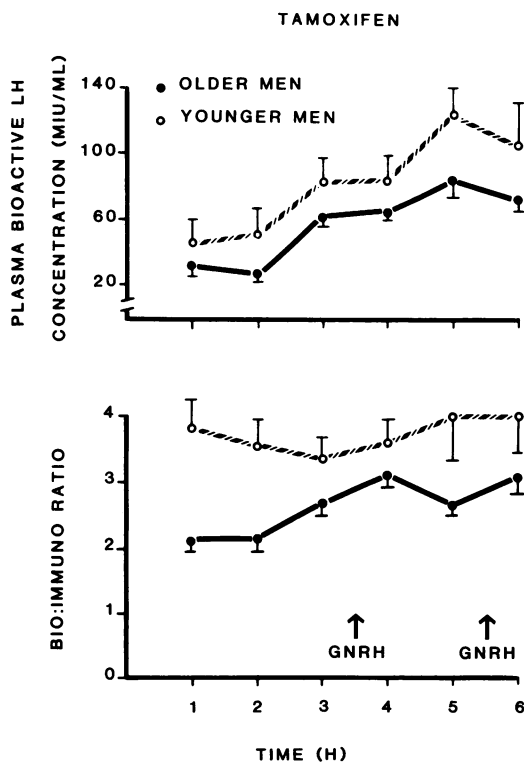 TAMOXIFEN
PLASMA BIOACTIVE LH
CONCENTRATION (MIU/ML)
140
100
60
20
OLDER MEN
YOUNGER MEN
BIO:IMMUNO RATIO
4
3
2
1
0
GNRH GNRH
1 2 3 4 5 6
TIME (H)